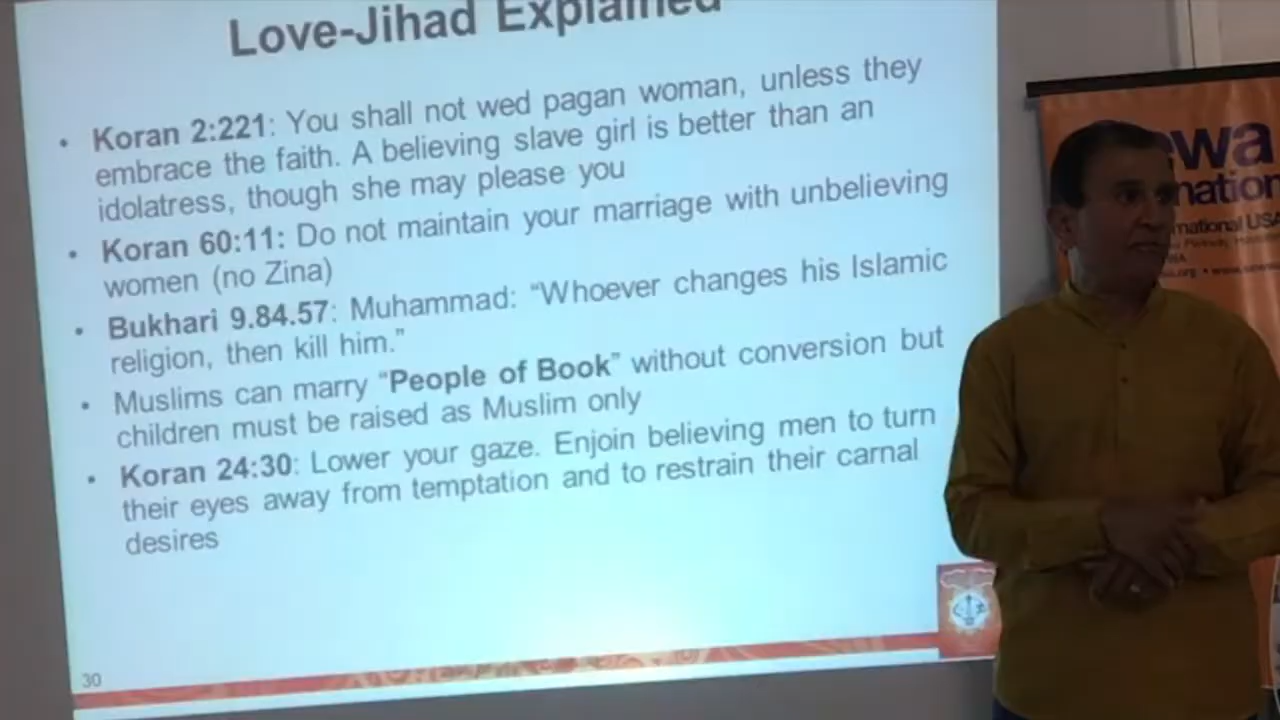 Love-Jihad Explained
• Koran 2:221: You shall not wed pagan woman, unless they
embrace the faith. A believing slave girl is better than an
idolatress, though she may please you
• Koran 60:11: Do not maintain your marriage with unbelieving
women (no Zina)
• Bukhari 9.84.57: Muhammad: “Whoever changes his Islamic
religion, then kill him.”
• Muslims can marry “People of Book” without conversion but
children must be raised as Muslim only
• Koran 24:30: Lower your gaze. Enjoin believing men to turn
their eyes away from temptation and to restrain their carnal
desires
30
ewa
nation
national USA